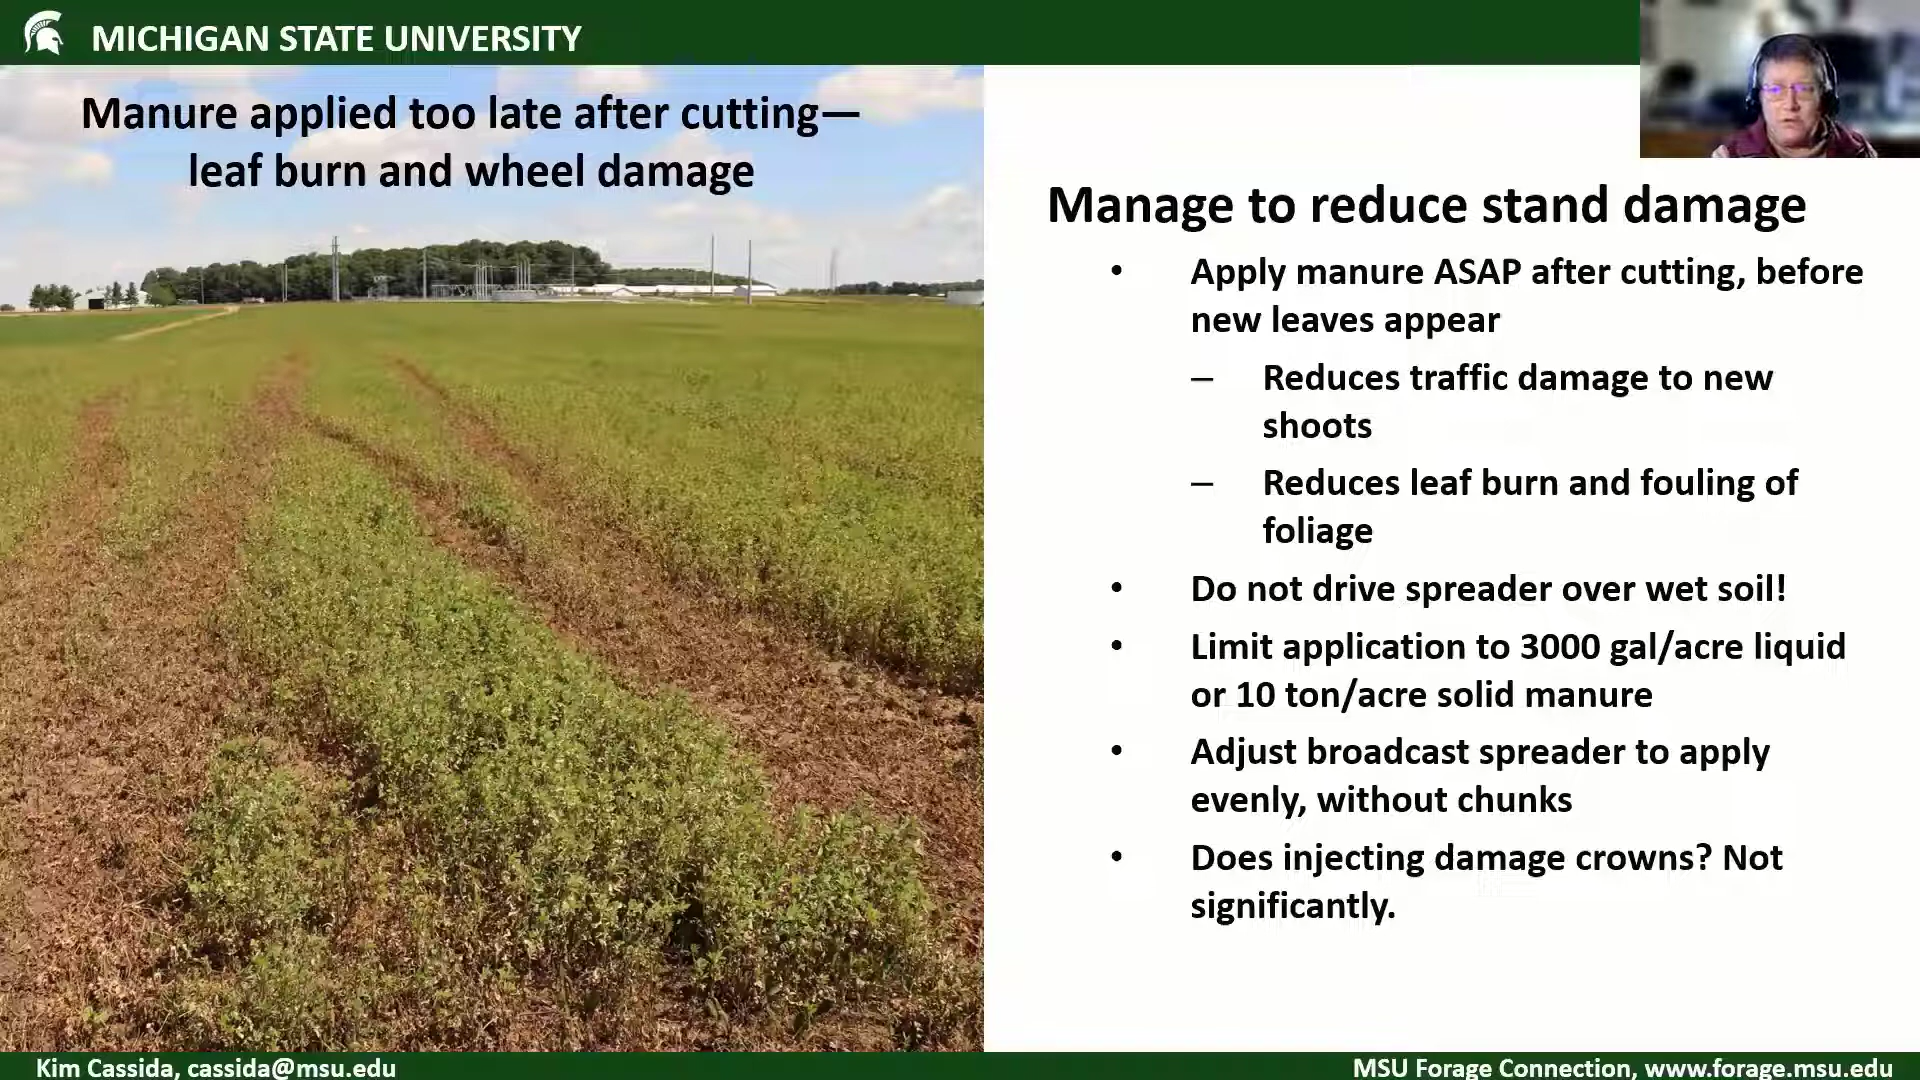 MICHIGAN STATE UNIVERSITY
Manure applied too late after cutting—
leaf burn and wheel damage
Manage to reduce stand damage
• Apply manure ASAP after cutting, before
new leaves appear
– Reduces traffic damage to new
shoots
– Reduces leaf burn and fouling of
foliage
• Do not drive spreader over wet soil!
• Limit application to 3000 gal/acre liquid
or 10 ton/acre solid manure
• Adjust broadcast spreader to apply
evenly, without chunks
• Does injecting damage crowns? Not
significantly.
Kim Cassida, cassida@msu.edu
MSU Forage Connection, www.forage.msu.edu